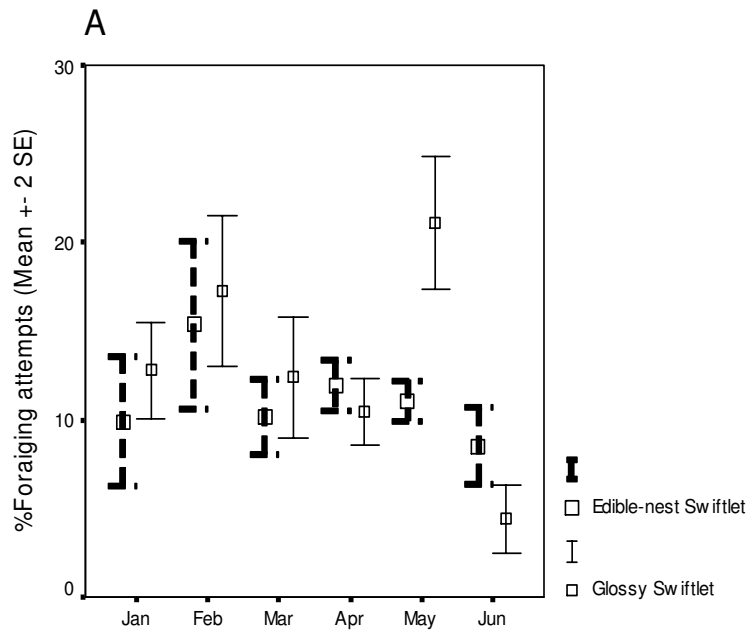 A
30
20
10
0
%Foraiging attempts (Mean +- 2 SE)
Jan Feb Mar Apr May Jun
Edible-nest Swiftlet
Glossy Swiftlet